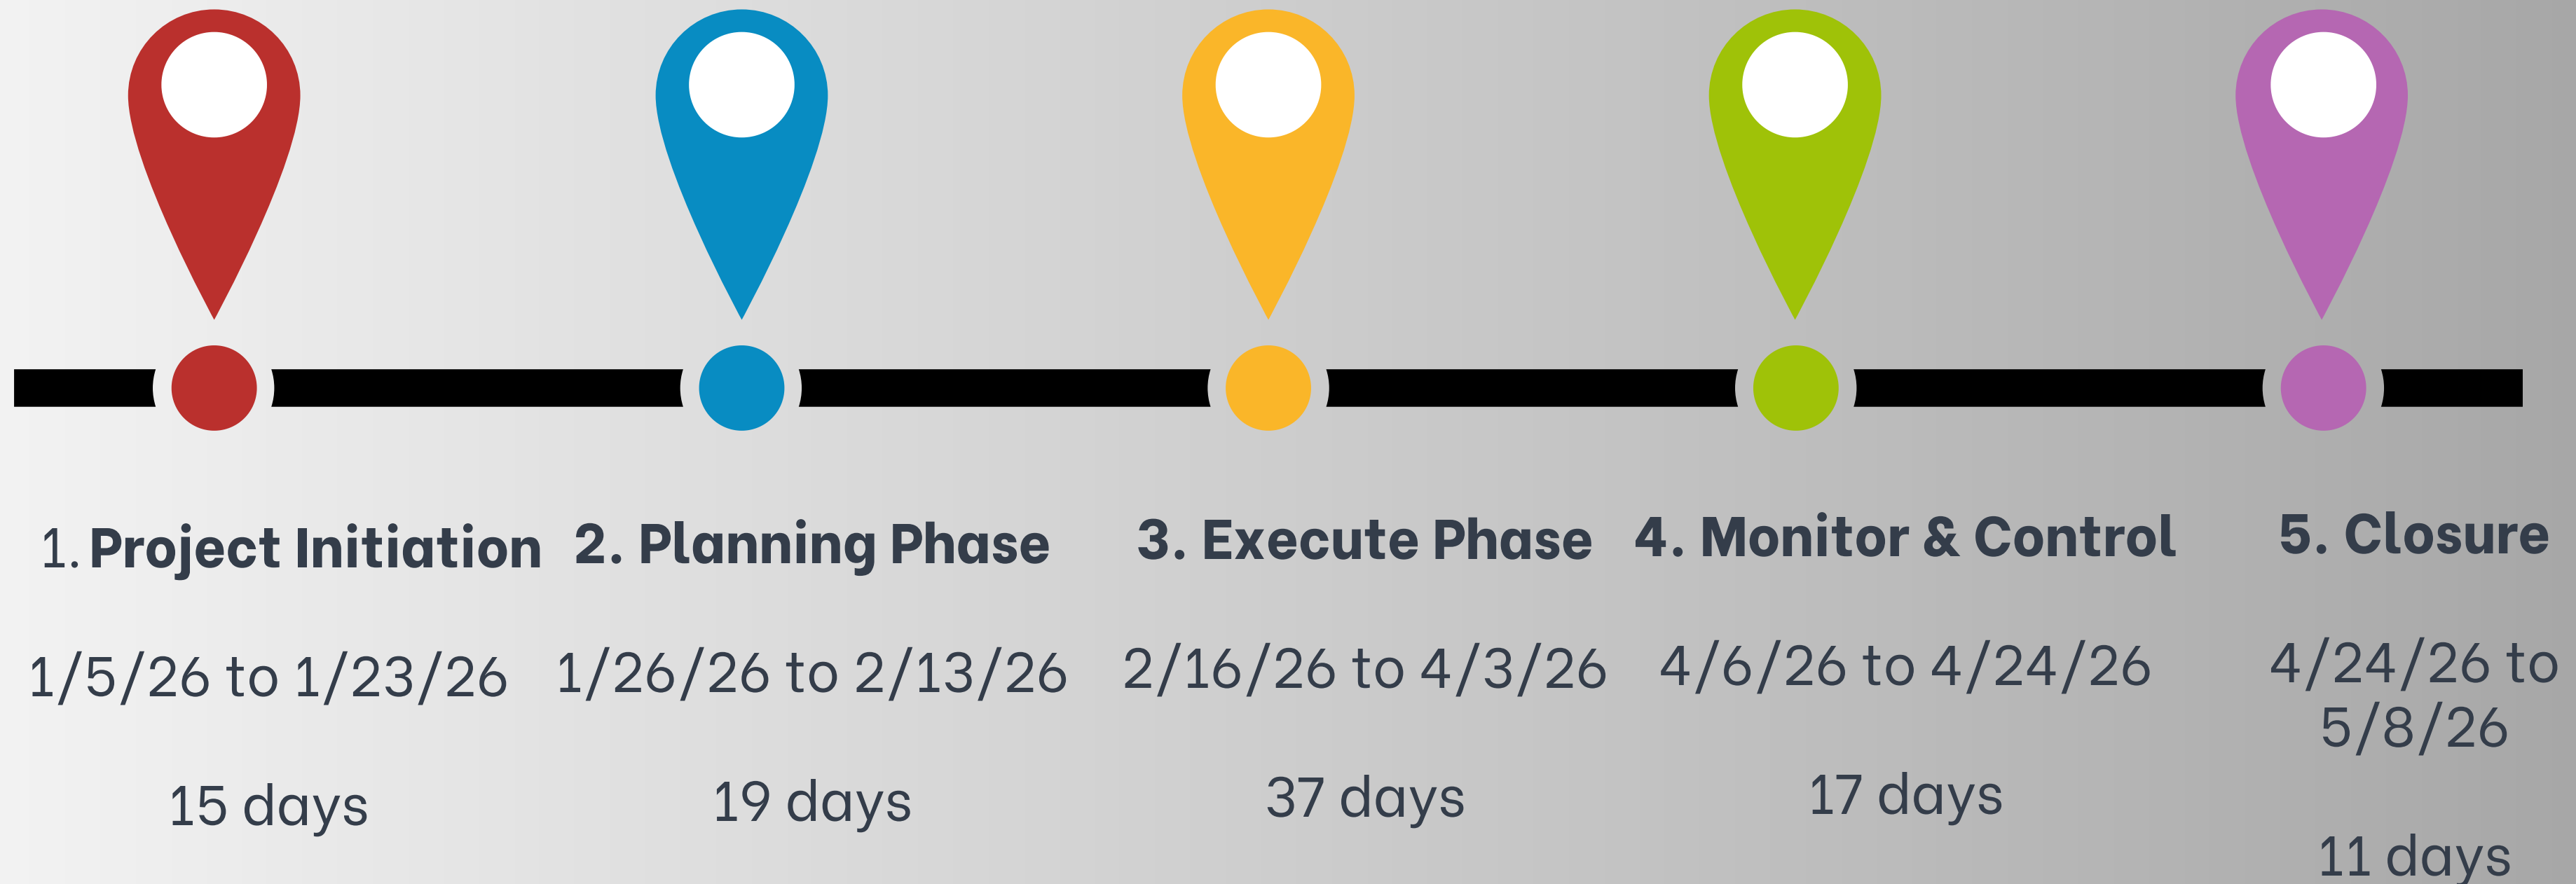 1. Project Initiation
1/5/26 to 1/23/26
15 days
2. Planning Phase
1/26/26 to 2/13/26
19 days
3. Execute Phase
2/16/26 to 4/3/26
37 days
4. Monitor & Control
4/6/26 to 4/24/26
17 days
5. Closure
4/24/26 to
5/8/26
11 days